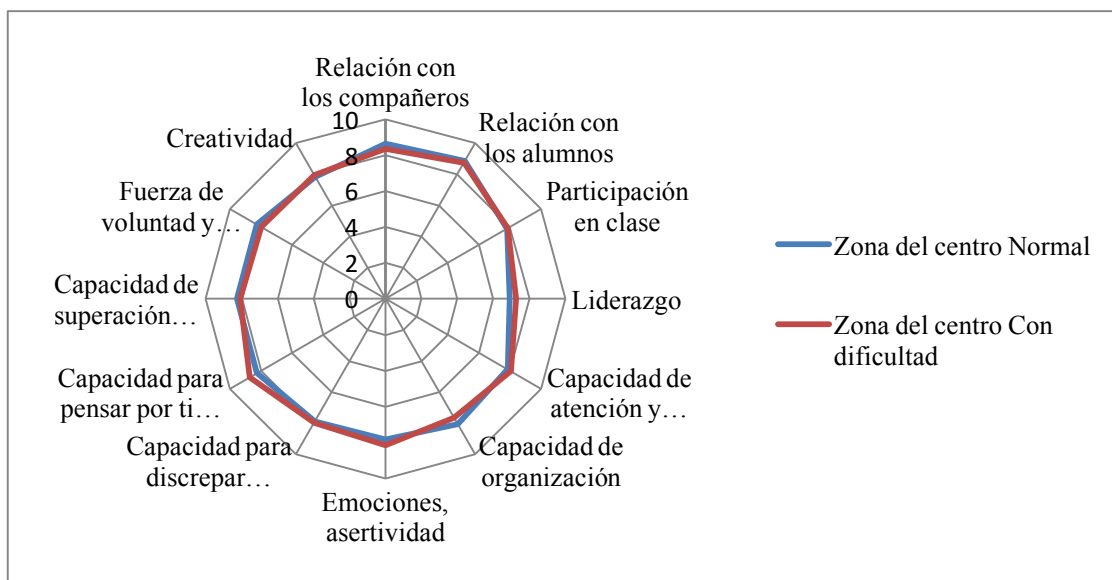 Relación con
los compañeros
Relación con
los alumnos
Participación
en clase
Liderazgo
Capacidad de
atención y…
Capacidad de
organización
Emociones,
asertividad
Capacidad para
discrepar…
Capacidad para
pensar por ti…
Capacidad de
superación…
Fuerza de
voluntad y…
Creatividad
10
8
6
4
2
0
Zona del centro Normal
Zona del centro Con
dificultad